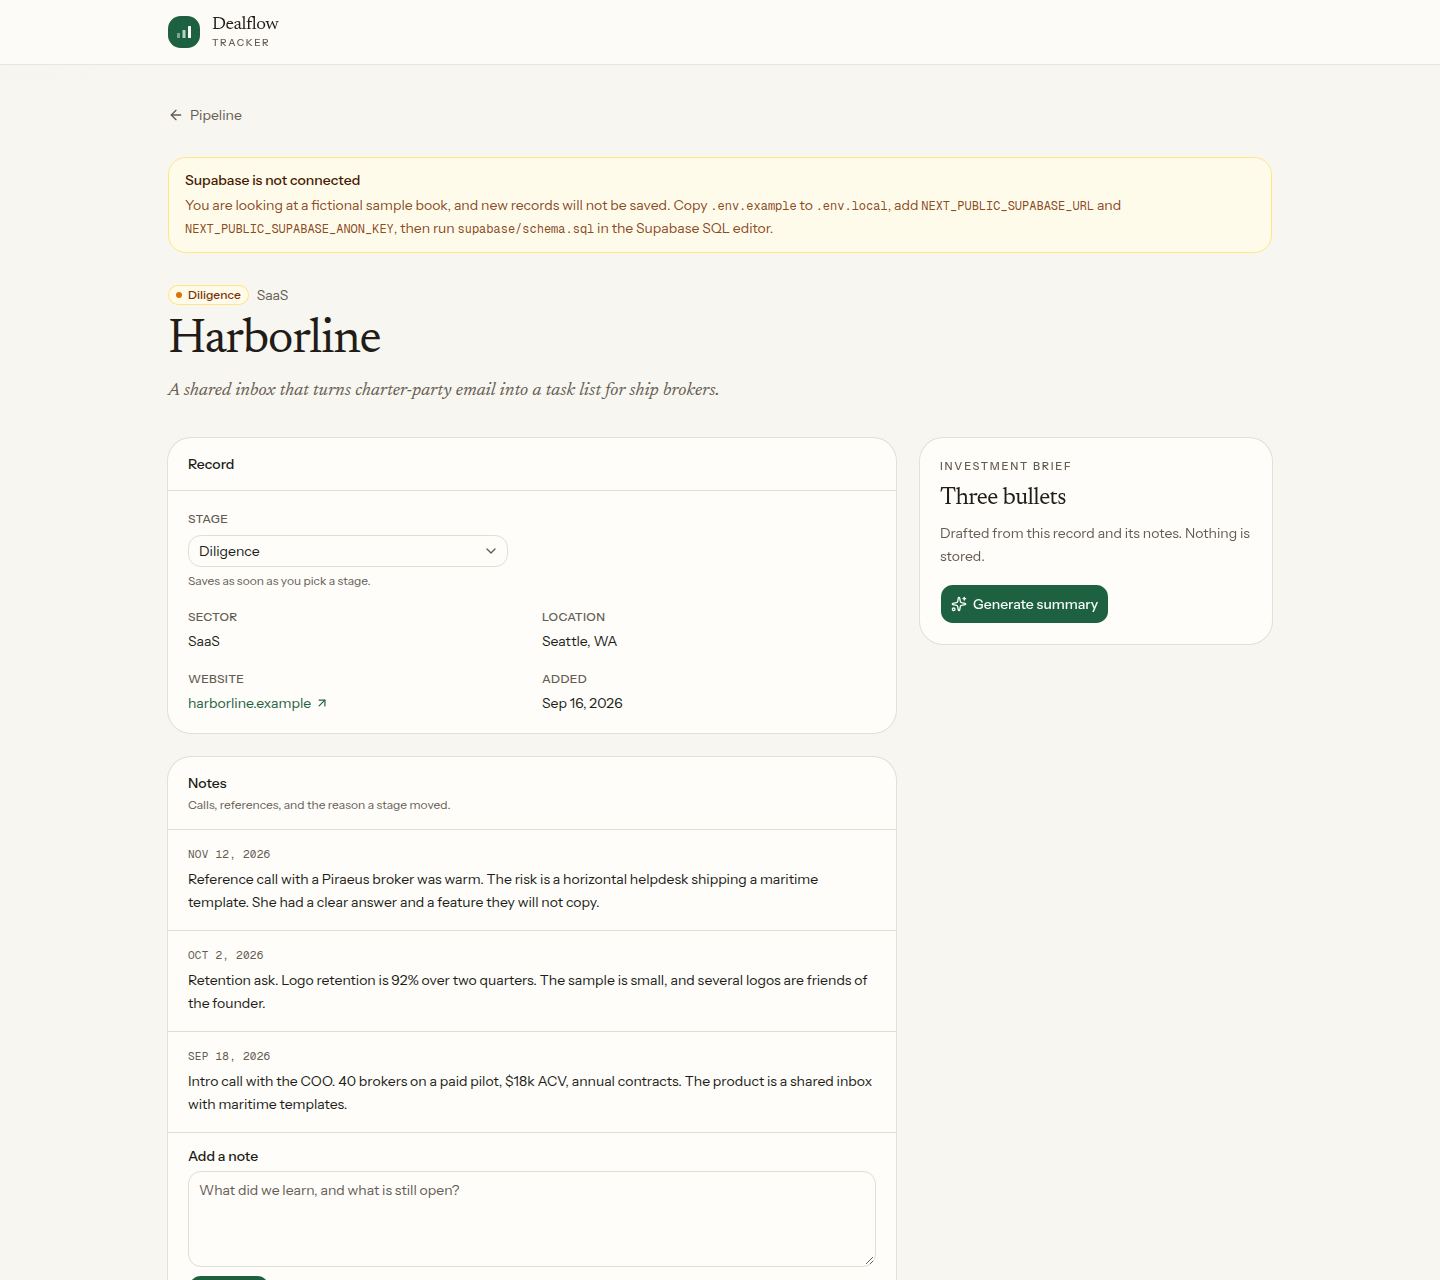 Dealflow
TRACKER
Pipeline
Supabase is not connected
You are looking at a fictional sample book, and new records will not be saved. Copy .env.example to .env.local, add NEXT_PUBLIC_SUPABASE_URL and
NEXT_PUBLIC_SUPABASE_ANON_KEY, then run supabase/schema.sql in the Supabase SQL editor.
Diligence SaaS
Harborline
A shared inbox that turns charter-party email into a task list for ship brokers.
Record
STAGE
Diligence
Saves as soon as you pick a stage.
SECTOR
SaaS
LOCATION
Seattle, WA
WEBSITE
harborline.example
ADDED
Sep 16, 2026
INVESTMENT BRIEF
Three bullets
Drafted from this record and its notes. Nothing is
stored.
Generate summary
Notes
Calls, references, and the reason a stage moved.
NOV 12, 2026
Reference call with a Piraeus broker was warm. The risk is a horizontal helpdesk shipping a maritime
template. She had a clear answer and a feature they will not copy.
OCT 2, 2026
Retention ask. Logo retention is 92% over two quarters. The sample is small, and several logos are friends of
the founder.
SEP 18, 2026
Intro call with the COO. 40 brokers on a paid pilot, $18k ACV, annual contracts. The product is a shared inbox
with maritime templates.
Add a note
What did we learn, and what is still open?